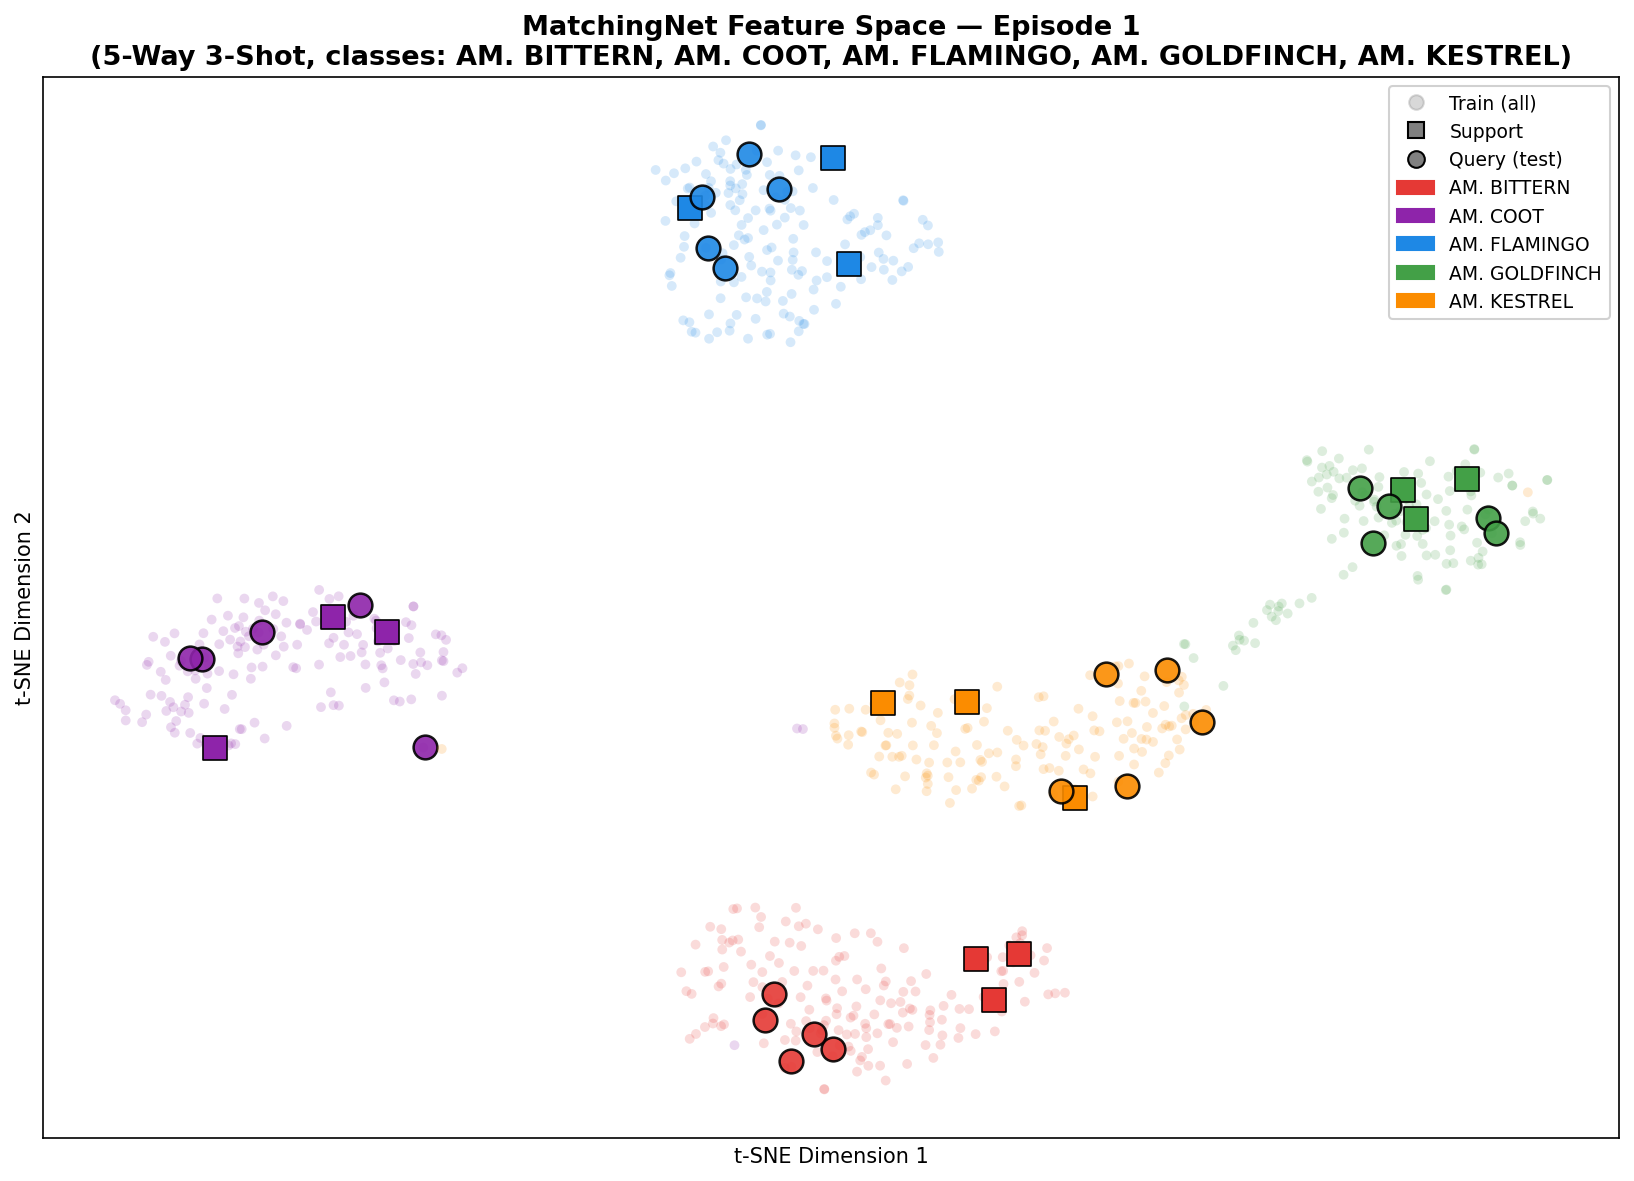 MatchingNet Feature Space — Episode 1
(5-Way 3-Shot, classes: AM. BITTERN, AM. COOT, AM. FLAMINGO, AM. GOLDFINCH, AM. KESTREL)
Train (all)
Support
Query (test)
AM. BITTERN
AM. COOT
AM. FLAMINGO
AM. GOLDFINCH
AM. KESTREL
t-SNE Dimension 2
t-SNE Dimension 1